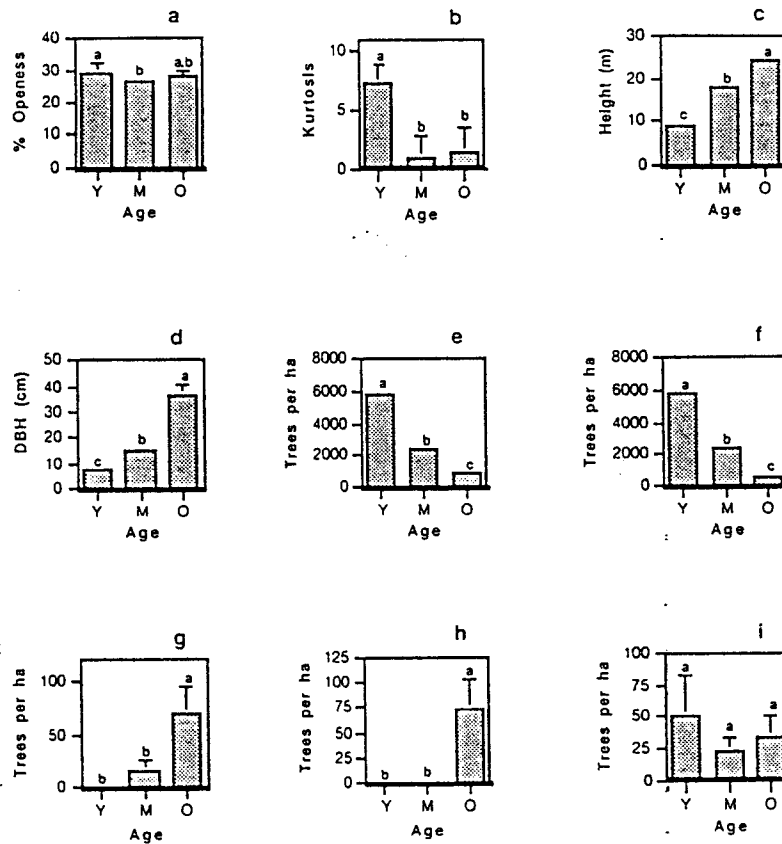 a
% Openess
40
30
20
10
0
a
b
a,b
Y M O
Age
b
Kurtosis
10
5
0
a
b
b
Y M O
Age
c
Height (m)
30
20
10
0
c
b
a
Y M O
Age
d
DBH (cm)
50
40
30
20
10
0
c
b
a
Y M O
Age
e
Trees per ha
8000
6000
4000
2000
0
a
b
c
Y M O
Age
f
Trees per ha
8000
6000
4000
2000
0
a
b
c
Y M O
Age
g
Trees per ha
100
50
0
b
b
a
Y M O
Age
h
Trees per ha
125
100
75
50
25
0
b
b
a
Y M O
Age
i
Trees per ha
100
75
50
25
0
a
a
a
Y M O
Age